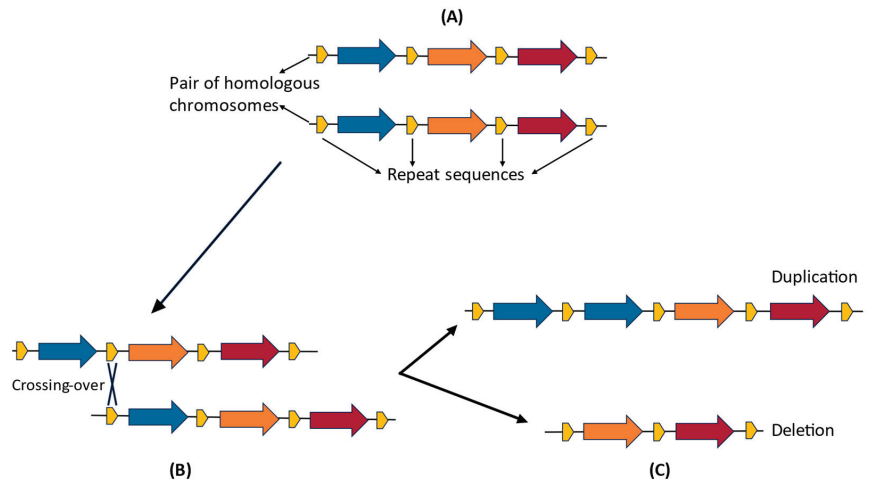 (A)
Pair of homologous
chromosomes
Repeat sequences
Duplication
Crossing-over
Deletion
(B)
(C)